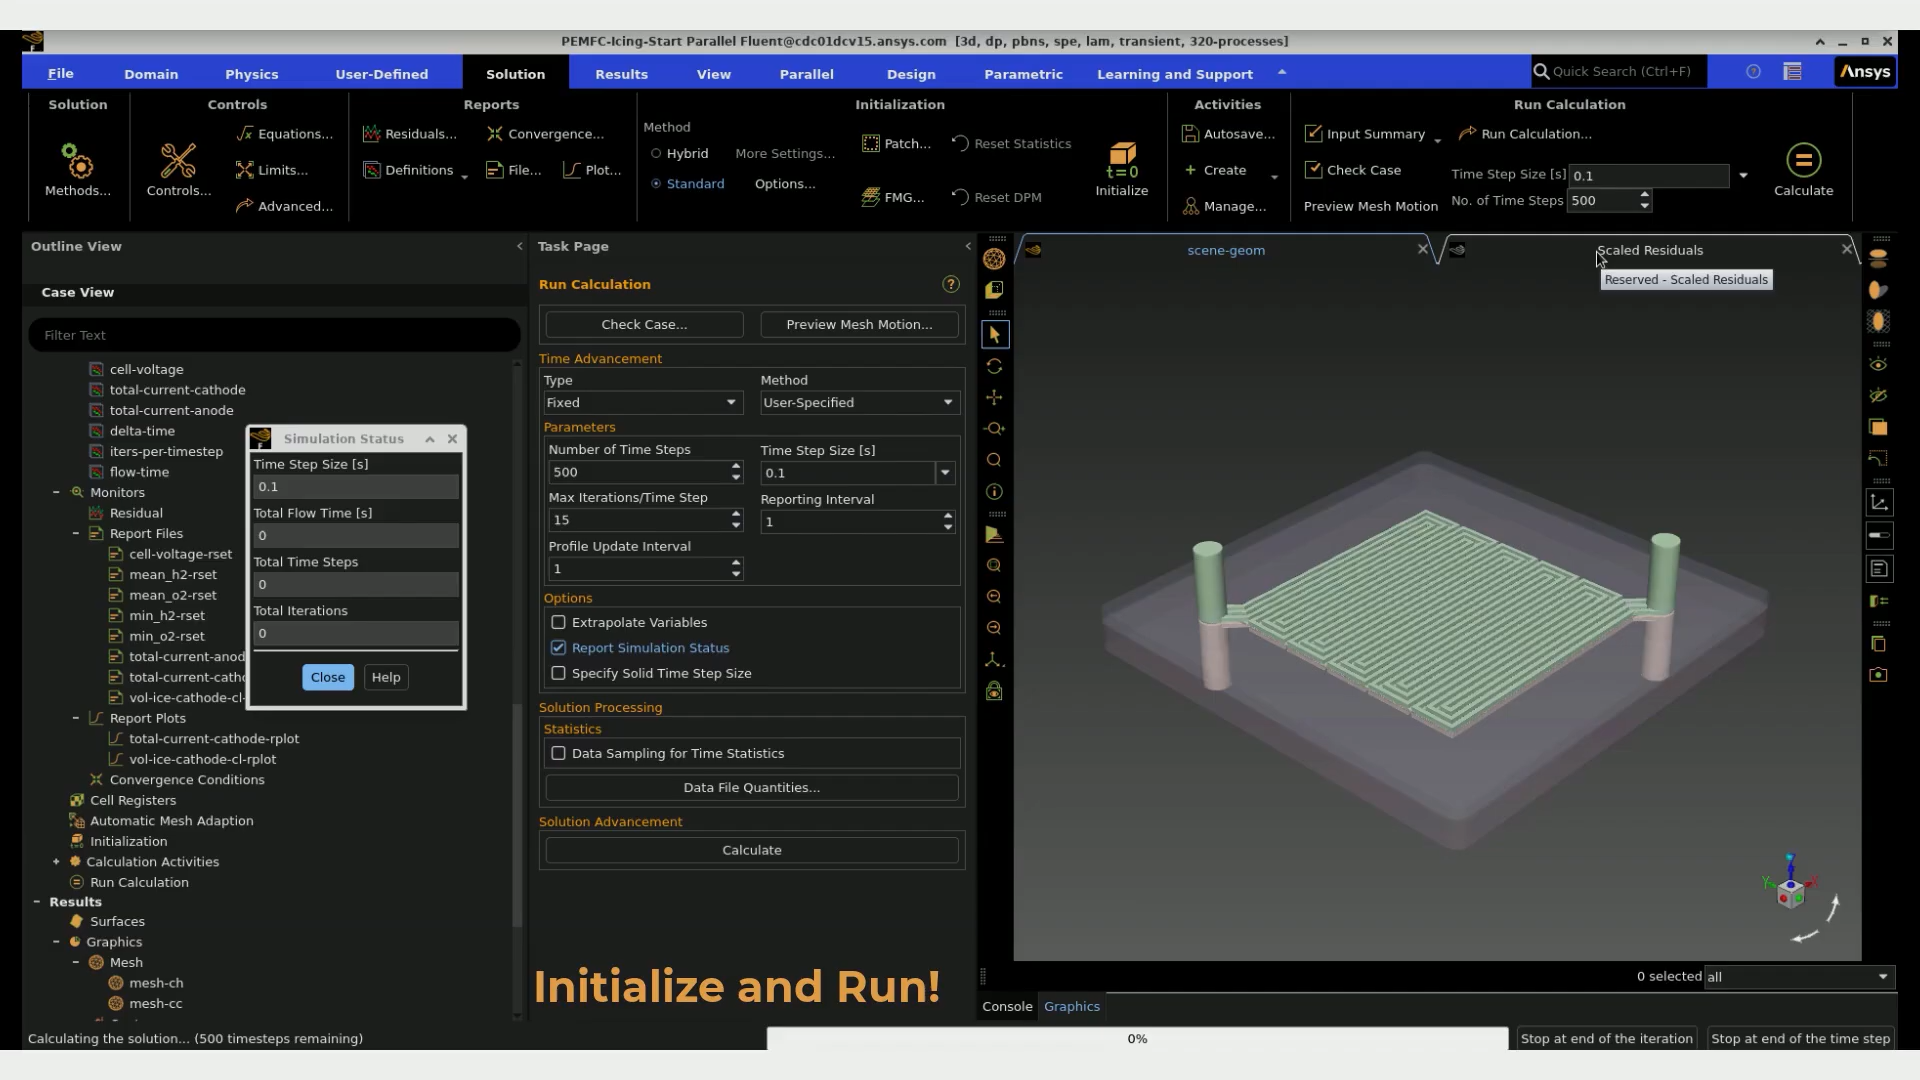 PEMFC-Icing-Start Parallel Fluent@cdc01dcv15.ansys.com [3d, dp, pbns, spe, lam, transient, 320-processes]
File Domain Physics User-Defined Solution Results View Parallel Design Parametric Learning and Support Quick Search (Ctrl+F) Ansys
Solution
Methods...
Controls
Controls...
Equations...
Limits...
Advanced...
Reports
Residuals...
Definitions
Convergence...
File...
Plot...
Initialization
Method
Hybrid
More Settings...
Standard
Options...
Patch...
FMG...
Reset Statistics
Reset DPM
t=0
Initialize
Activities
Autosave...
Create
Manage...
Run Calculation
Input Summary
Check Case
Preview Mesh Motion
Run Calculation...
Time Step Size [s] 0.1
No. of Time Steps 500
Calculate
Outline View
Case View
Filter Text
cell-voltage
total-current-cathode
total-current-anode
delta-time
iters-per-timestep
flow-time
Monitors
Residual
Report Files
cell-voltage-rset
mean_h2-rset
mean_o2-rset
min_h2-rset
min_o2-rset
total-current-anod
total-current-catho
vol-ice-cathode-cl-
Report Plots
total-current-cathode-rplot
vol-ice-cathode-cl-rplot
Convergence Conditions
Cell Registers
Automatic Mesh Adaption
Initialization
Calculation Activities
Run Calculation
Results
Surfaces
Graphics
Mesh
mesh-ch
mesh-cc
Simulation Status
Time Step Size [s]
0.1
Total Flow Time [s]
0
Total Time Steps
0
Total Iterations
0
Close Help
Task Page
Run Calculation
Check Case... Preview Mesh Motion...
Time Advancement
Type Method
Fixed User-Specified
Parameters
Number of Time Steps Time Step Size [s]
500 0.1
Max Iterations/Time Step Reporting Interval
15 1
Profile Update Interval
1
Options
Extrapolate Variables
Report Simulation Status
Specify Solid Time Step Size
Solution Processing
Statistics
Data Sampling for Time Statistics
Data File Quantities...
Solution Advancement
Calculate
Initialize and Run!
scene-geom
Scaled Residuals
Reserved - Scaled Residuals
Y X
0 selected all
Console Graphics
Calculating the solution... (500 timesteps remaining)
0%
Stop at end of the iteration Stop at end of the time step